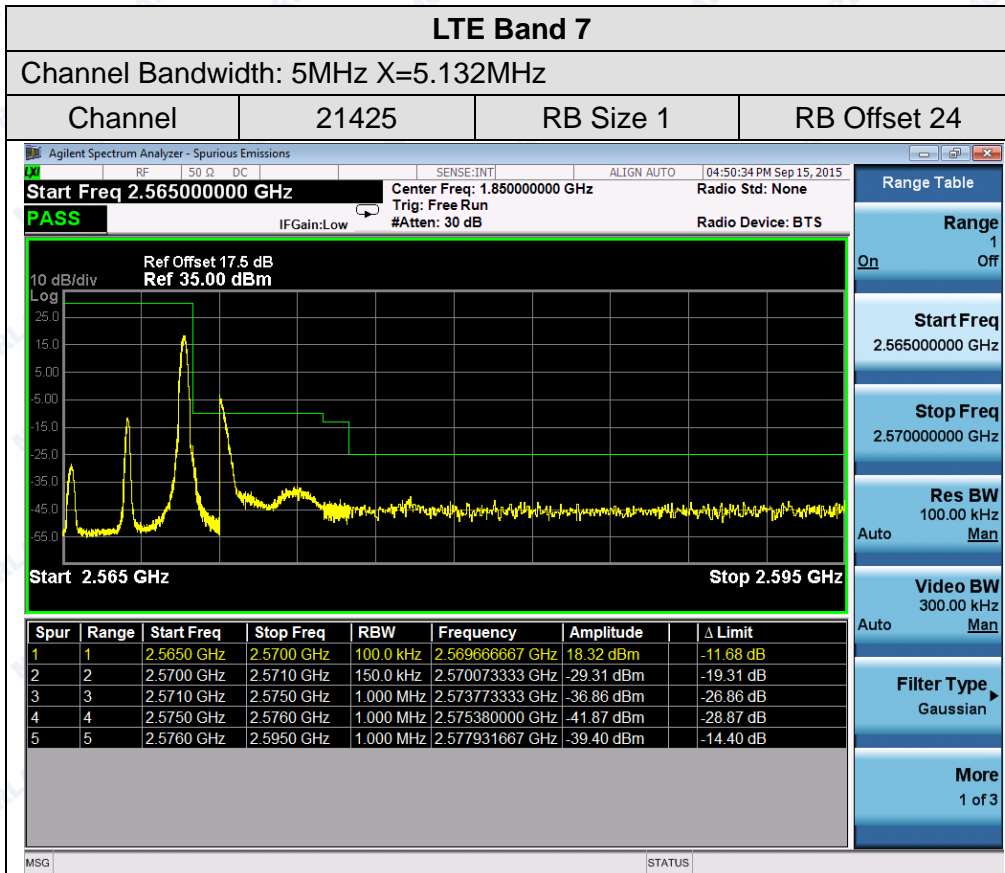 LTE Band 7
Channel Bandwidth: 5MHz X=5.132MHz
Channel 21425 RB Size 1 RB Offset 24
Agilent Spectrum Analyzer - Spurious Emissions
LXI RF 50 Ω DC SENSE:INT ALIGN AUTO 04:50:34 PM Sep 15, 2015
Start Freq 2.565000000 GHz Center Freq: 1.850000000 GHz Radio Std: None
Trig: Free Run
PASS IFGain:Low #Atten: 30 dB Radio Device: BTS
Ref Offset 17.5 dB
10 dB/div Ref 35.00 dBm
Log
25.0
15.0
5.00
-5.00
-15.0
-25.0
-35.0
-45.0
-55.0
Start 2.565 GHz Stop 2.595 GHz
Spur Range Start Freq Stop Freq RBW Frequency Amplitude Δ Limit
1 1 2.5650 GHz 2.5700 GHz 100.0 kHz 2.569666667 GHz 18.32 dBm -11.68 dB
2 2 2.5700 GHz 2.5710 GHz 150.0 kHz 2.570073333 GHz -29.31 dBm -19.31 dB
3 3 2.5710 GHz 2.5750 GHz 1.000 MHz 2.573773333 GHz -36.86 dBm -26.86 dB
4 4 2.5750 GHz 2.5760 GHz 1.000 MHz 2.575380000 GHz -41.87 dBm -28.87 dB
5 5 2.5760 GHz 2.5950 GHz 1.000 MHz 2.577931667 GHz -39.40 dBm -14.40 dB
Range Table
Range
1
On Off
Start Freq
2.565000000 GHz
Stop Freq
2.570000000 GHz
Res BW
100.00 kHz
Auto Man
Video BW
300.00 kHz
Auto Man
Filter Type
Gaussian
More
1 of 3
MSG STATUS